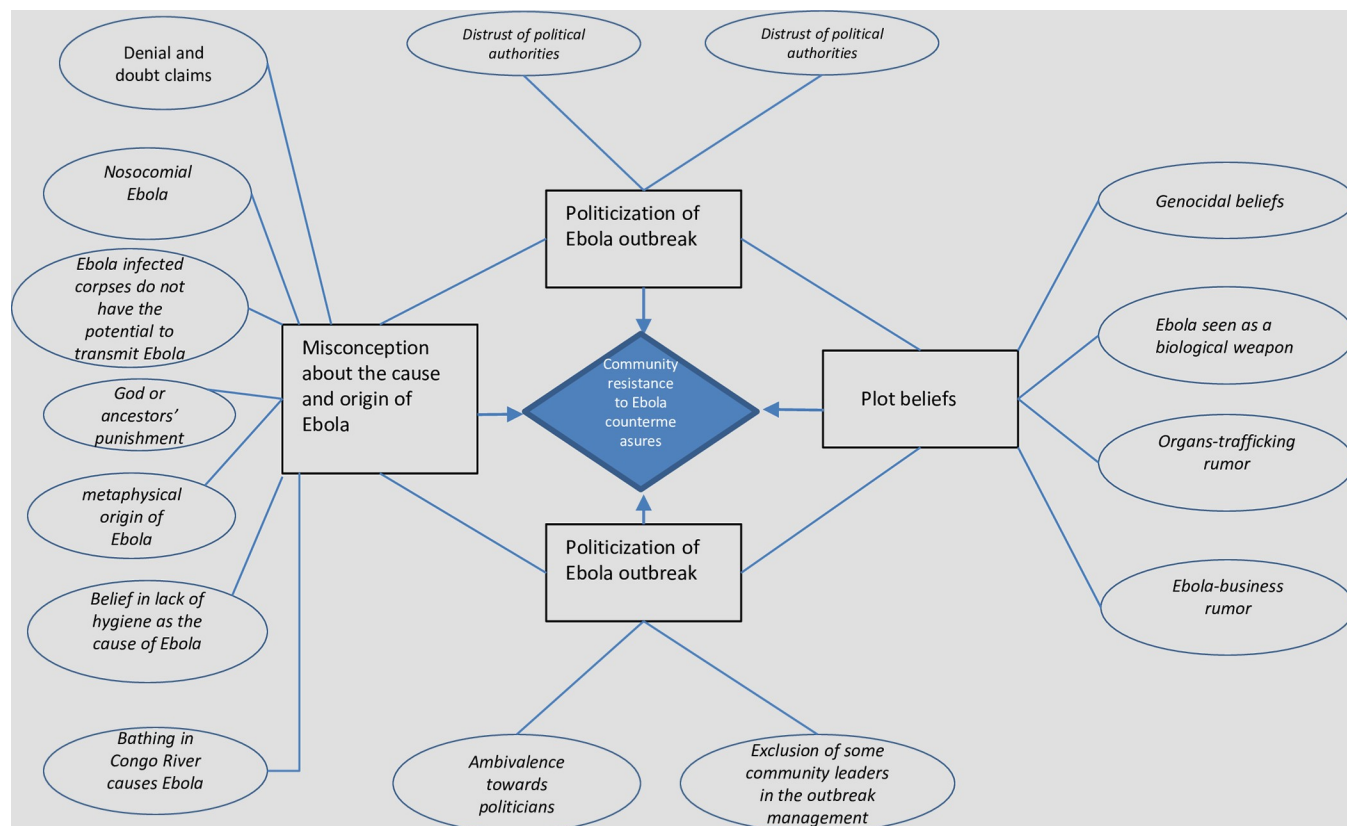 Denial and
doubt claims
Distrust of political
authorities
Distrust of political
authorities
Nosocomial
Ebola
Politicization of
Ebola outbreak
Genocidal beliefs
Ebola infected
corpses do not
have the
potential to
transmit Ebola
Ebola seen as a
biological weapon
Misconception
about the cause
and origin of
Ebola
Community
resistance
to Ebola
counterme
asures
Plot beliefs
God or
ancestors’
punishment
Organs-trafficking
rumor
metaphysical
origin of
Ebola
Politicization of
Ebola outbreak
Belief in lack of
hygiene as the
cause of Ebola
Ebola-business
rumor
Bathing in
Congo River
causes Ebola
Ambivalence
towards
politicians
Exclusion of some
community leaders
in the outbreak
management